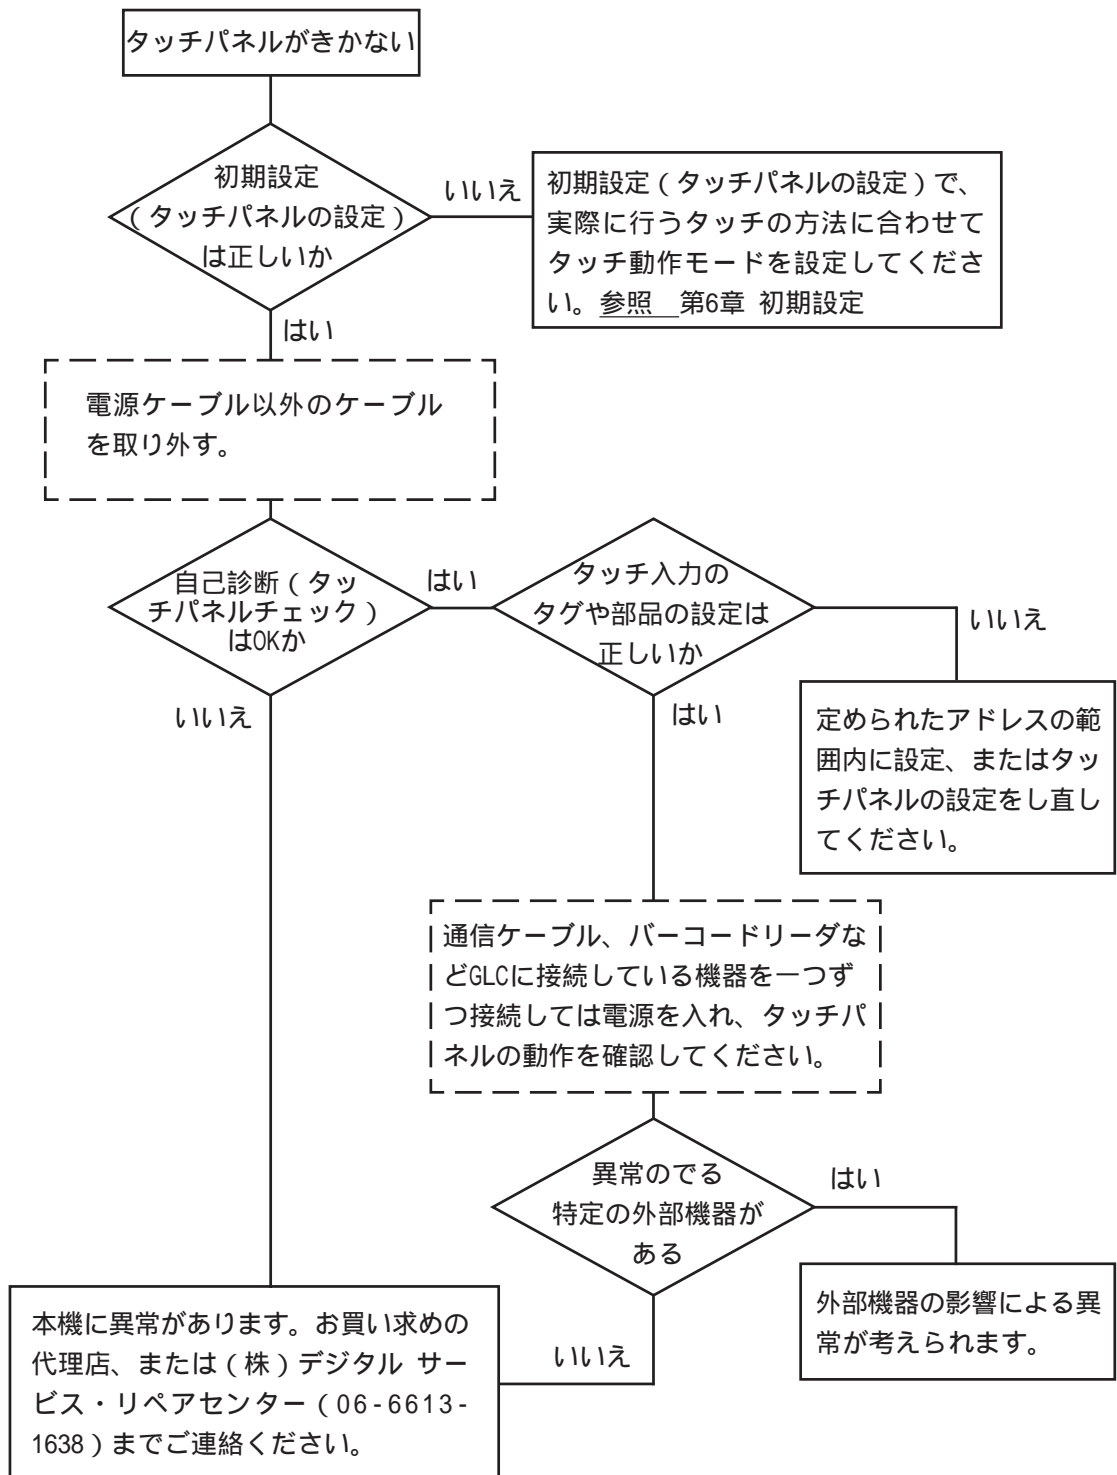 タッチパネルがきかない
初期設定
(タッチパネルの設定)
は正しいか
いいえ
初期設定(タッチパネルの設定)で、
実際に行うタッチの方法に合わせて
タッチ動作モードを設定してくださ
い。参照 第6章 初期設定
はい
電源ケーブル以外のケーブル
を取り外す。
自己診断(タッ
チパネルチェック)
はOKか
はい
タッチ入力の
タグや部品の設定は
正しいか
いいえ
いいえ
はい
定められたアドレスの範
囲内に設定、またはタッ
チパネルの設定をし直し
てください。
通信ケーブル、バーコードリーダな
どGLCに接続している機器を一つず
つ接続しては電源を入れ、タッチパ
ネルの動作を確認してください。
異常のでる
特定の外部機器が
ある
はい
外部機器の影響による異
常が考えられます。
いいえ
本機に異常があります。お買い求めの
代理店、または(株)デジタル サー
ビス・リペアセンター(06-6613-
1638)までご連絡ください。